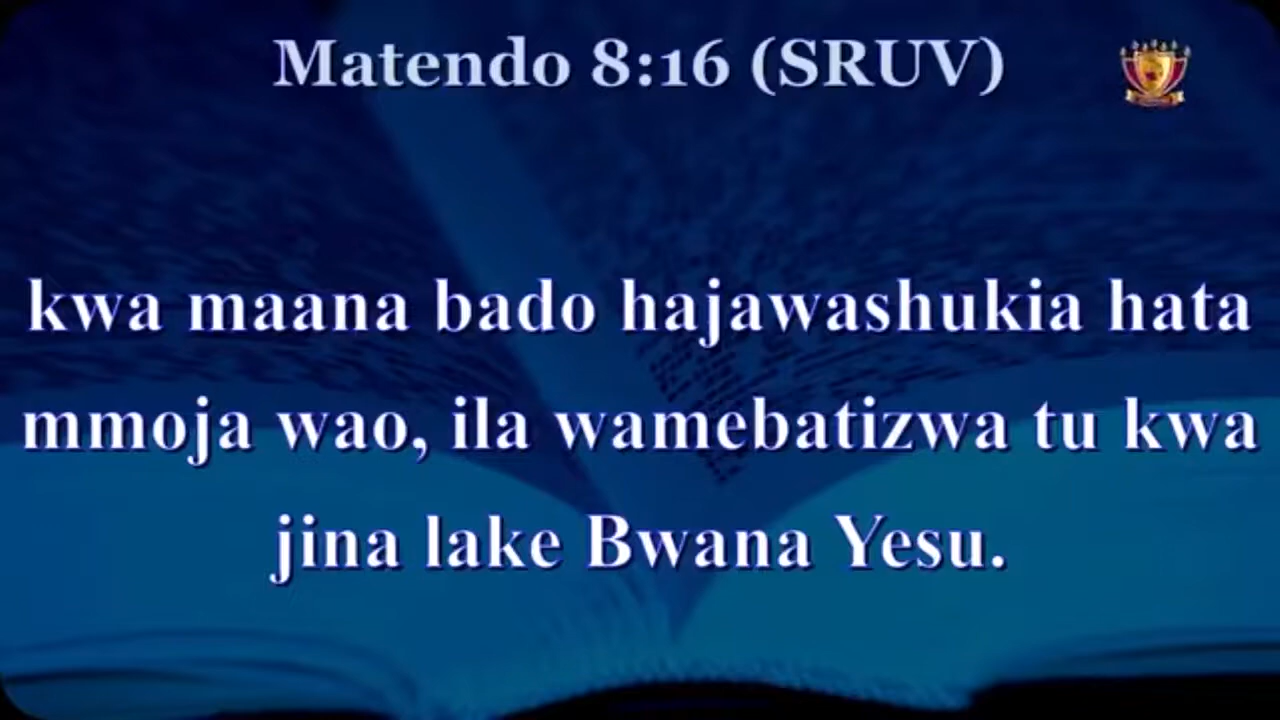 Matendo 8:16 (SRUV)
kwa maana bado hajawashukia hata
mmoja wao, ila wamebatizwa tu kwa
jina lake Bwana Yesu.